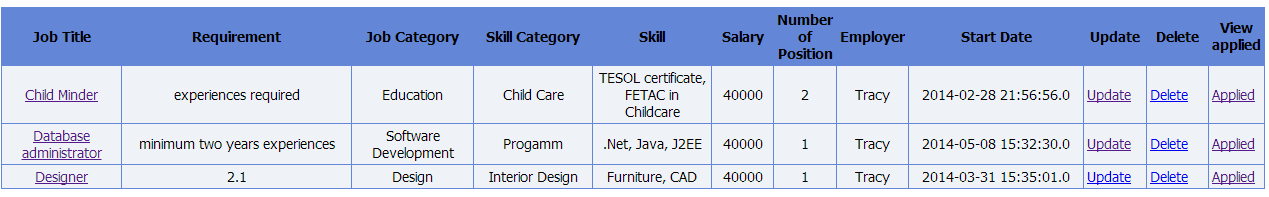 Job Title Requirement Job Category Skill Category Skill Salary Number of Position Employer Start Date Update Delete View applied
Child Minder experiences required Education Child Care TESOL certificate, FETAC in Childcare 40000 2 Tracy 2014-02-28 21:56:56.0 Update Delete Applied
Database administrator minimum two years experiences Software Development Progamm .Net, Java, J2EE 40000 1 Tracy 2014-05-08 15:32:30.0 Update Delete Applied
Designer 2.1 Design Interior Design Furniture, CAD 40000 1 Tracy 2014-03-31 15:35:01.0 Update Delete Applied